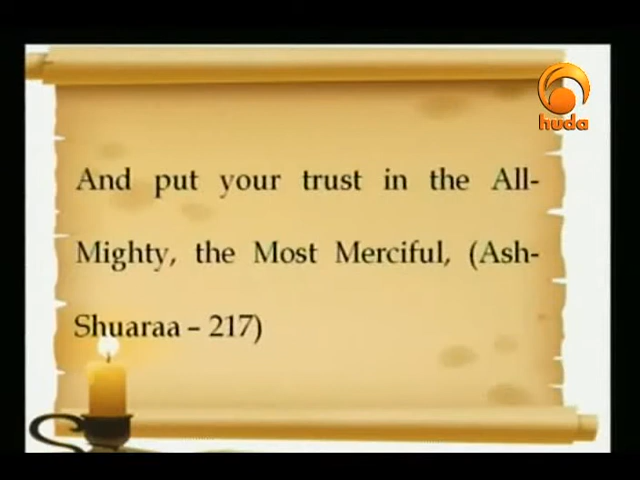 huda
And put your trust in the All-
Mighty, the Most Merciful, (Ash-
Shuaraa – 217)